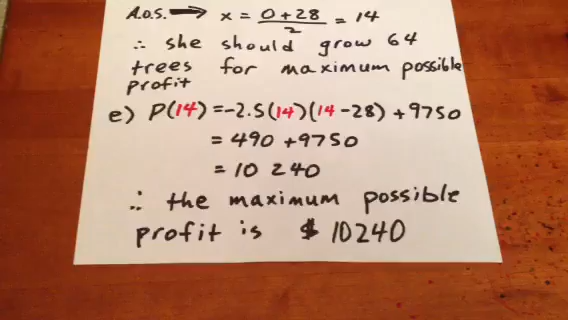 A.O.S. → x = 0+28/2 = 14
∴ she should grow 64
trees for maximum possible
profit
e) P(14) = -2.5(14)(14-28) + 9750
= 490 + 9750
= 10 240
∴ the maximum possible
profit is $ 10240